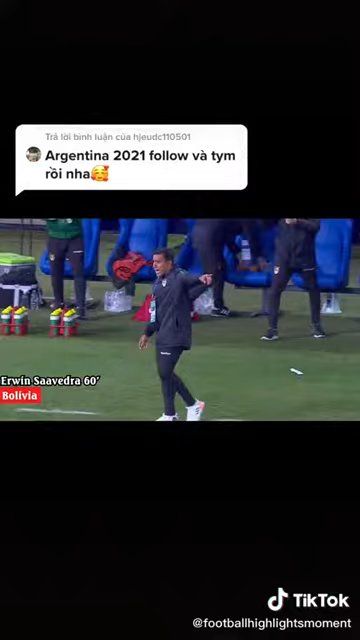 Trả lời bình luận của hjeudc110501
Argentina 2021 follow và tym
rồi nha🥰
Erwin Saavedra 60'
Bolivia
TikTok
@footballhighlightsmoment